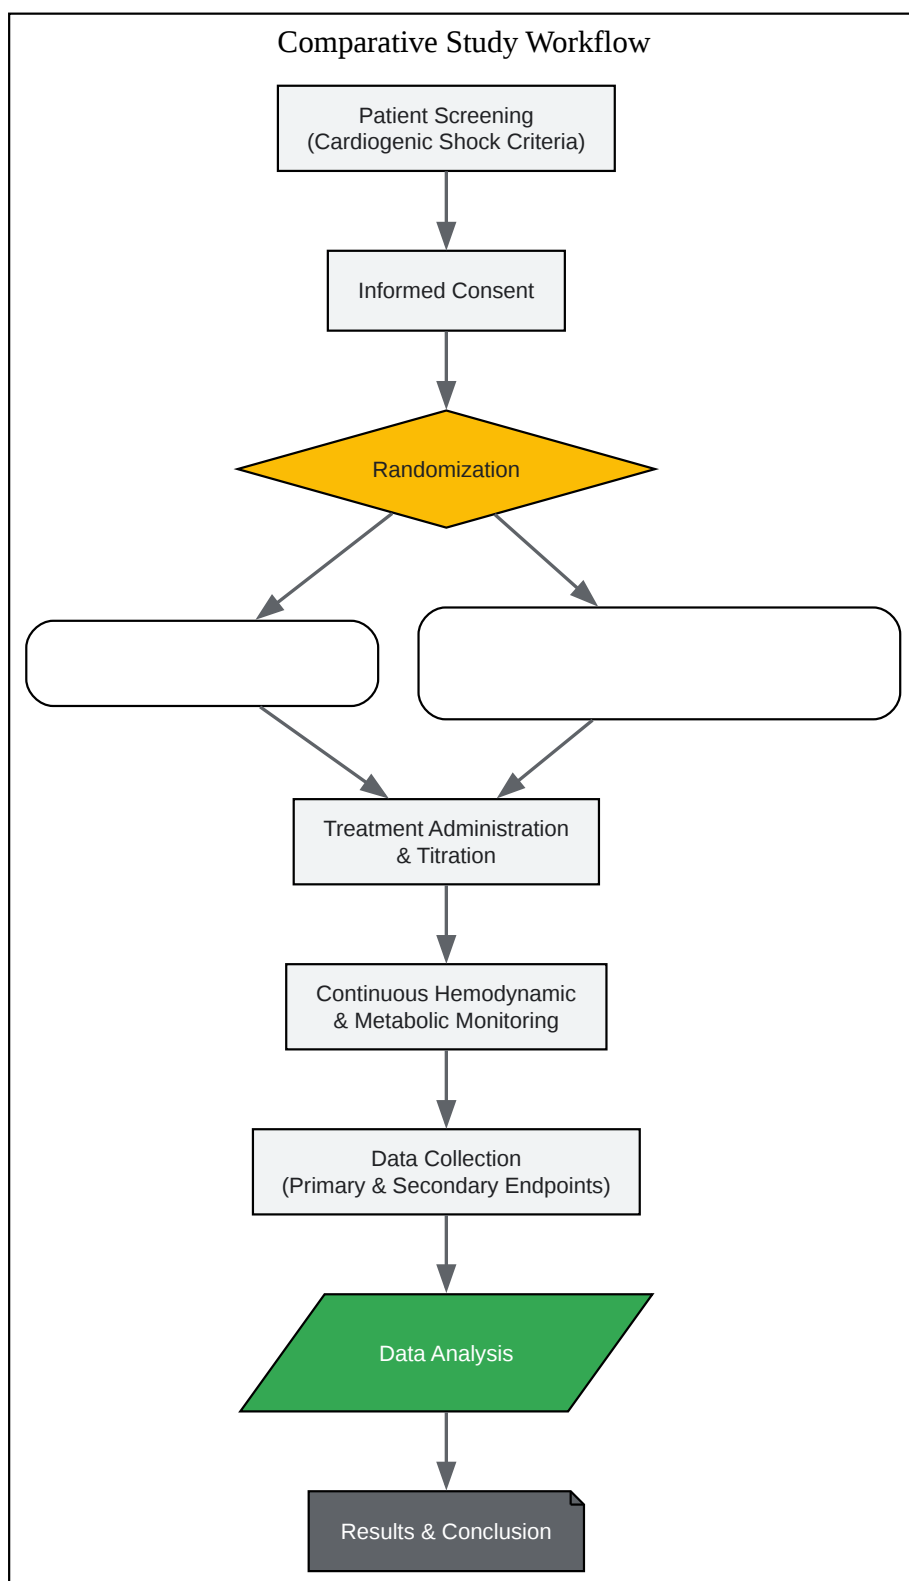 Comparative Study Workflow
Patient Screening
(Cardiogenic Shock Criteria)
Informed Consent
Randomization
Treatment Administration
& Titration
Continuous Hemodynamic
& Metabolic Monitoring
Data Collection
(Primary & Secondary Endpoints)
Data Analysis
Results & Conclusion